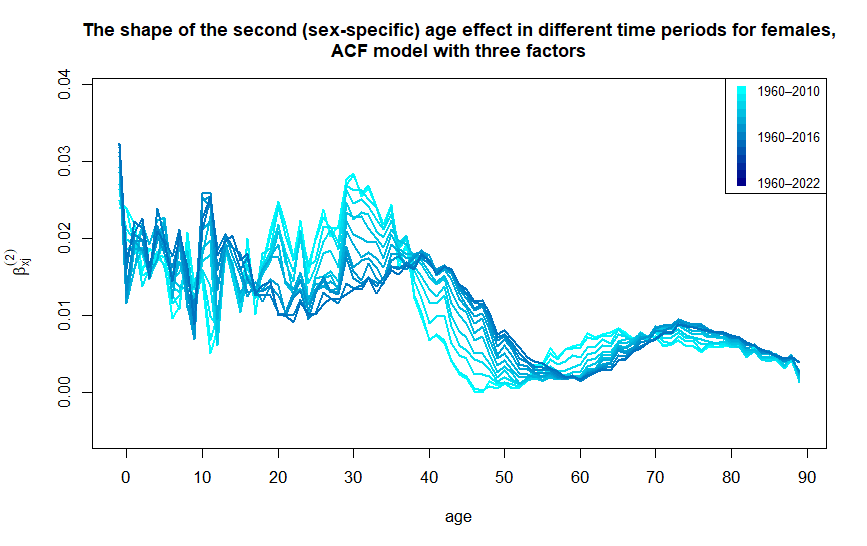 The shape of the second (sex-specific) age effect in different time periods for females,
ACF model with three factors
0.04
0.03
0.02
0.01
0.00
β_xj^(2)
1960–2010
1960–2016
1960–2022
0 10 20 30 40 50 60 70 80 90
age